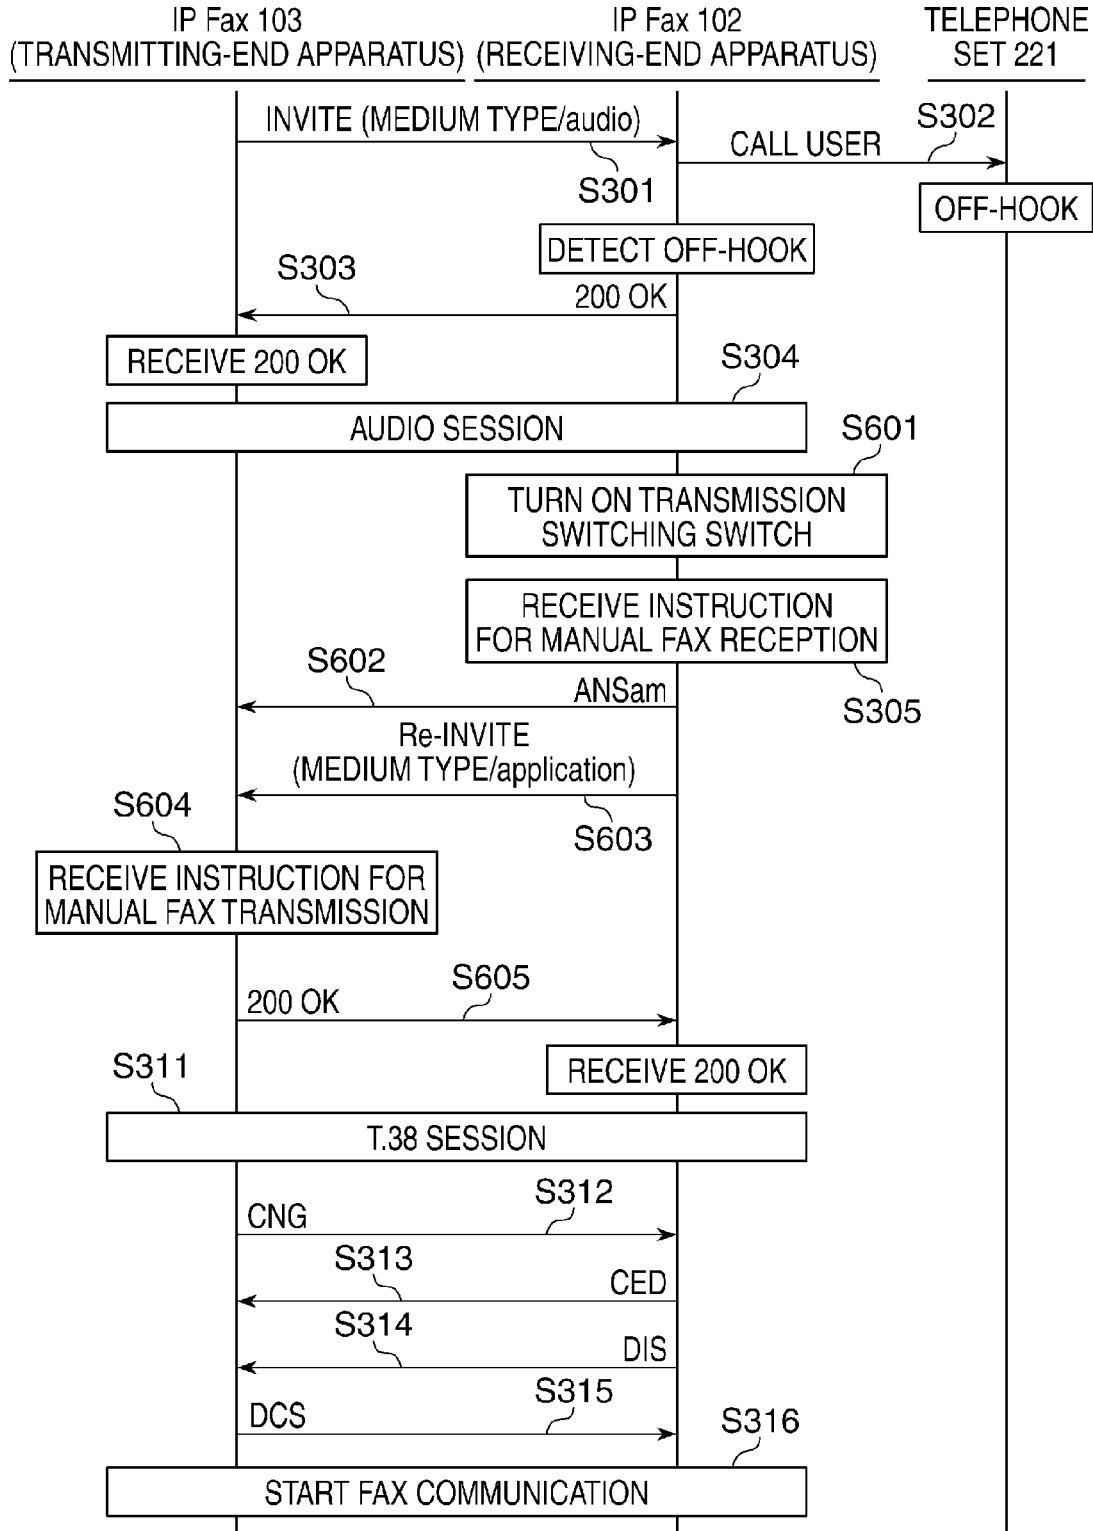 IP Fax 103
(TRANSMITTING-END APPARATUS)
IP Fax 102
(RECEIVING-END APPARATUS)
TELEPHONE
SET 221
INVITE (MEDIUM TYPE/audio)
S301
CALL USER
S302
OFF-HOOK
DETECT OFF-HOOK
S303
200 OK
RECEIVE 200 OK
S304
AUDIO SESSION
S601
TURN ON TRANSMISSION
SWITCHING SWITCH
RECEIVE INSTRUCTION
FOR MANUAL FAX RECEPTION
S305
S602
ANSam
Re-INVITE
(MEDIUM TYPE/application)
S603
S604
RECEIVE INSTRUCTION FOR
MANUAL FAX TRANSMISSION
200 OK
S605
RECEIVE 200 OK
S311
T.38 SESSION
CNG
S312
S313
CED
S314
DIS
DCS
S315
S316
START FAX COMMUNICATION